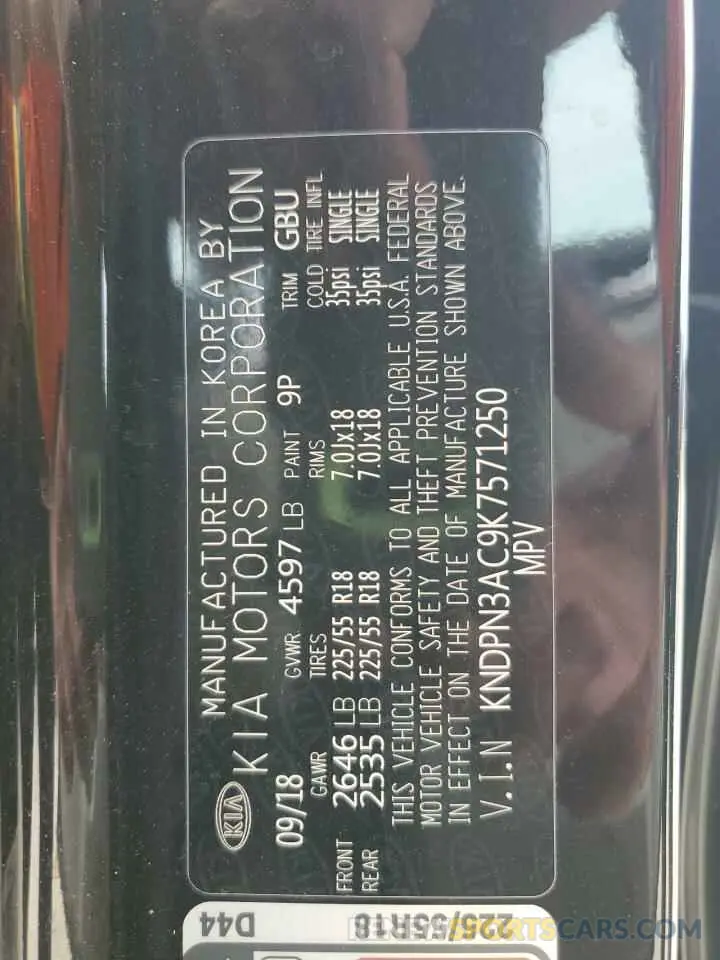 MANUFACTURED IN KOREA BY
KIA KIA MOTORS CORPORATION
09/18 GVWR 4597 LB PAINT 9P TRIM GBU
GAWR TIRES RIMS COLD TIRE INFL
FRONT 2646 LB 225/55 R18 7.0Jx18 35psi SINGLE
REAR 2535 LB 225/55 R18 7.0Jx18 35psi SINGLE
THIS VEHICLE CONFORMS TO ALL APPLICABLE U.S.A. FEDERAL
MOTOR VEHICLE SAFETY AND THEFT PREVENTION STANDARDS
IN EFFECT ON THE DATE OF MANUFACTURE SHOWN ABOVE.
V.I.N KNDPN3AC9K7571250
MPV
D44
225/55R18
SPORTSCARS.COM